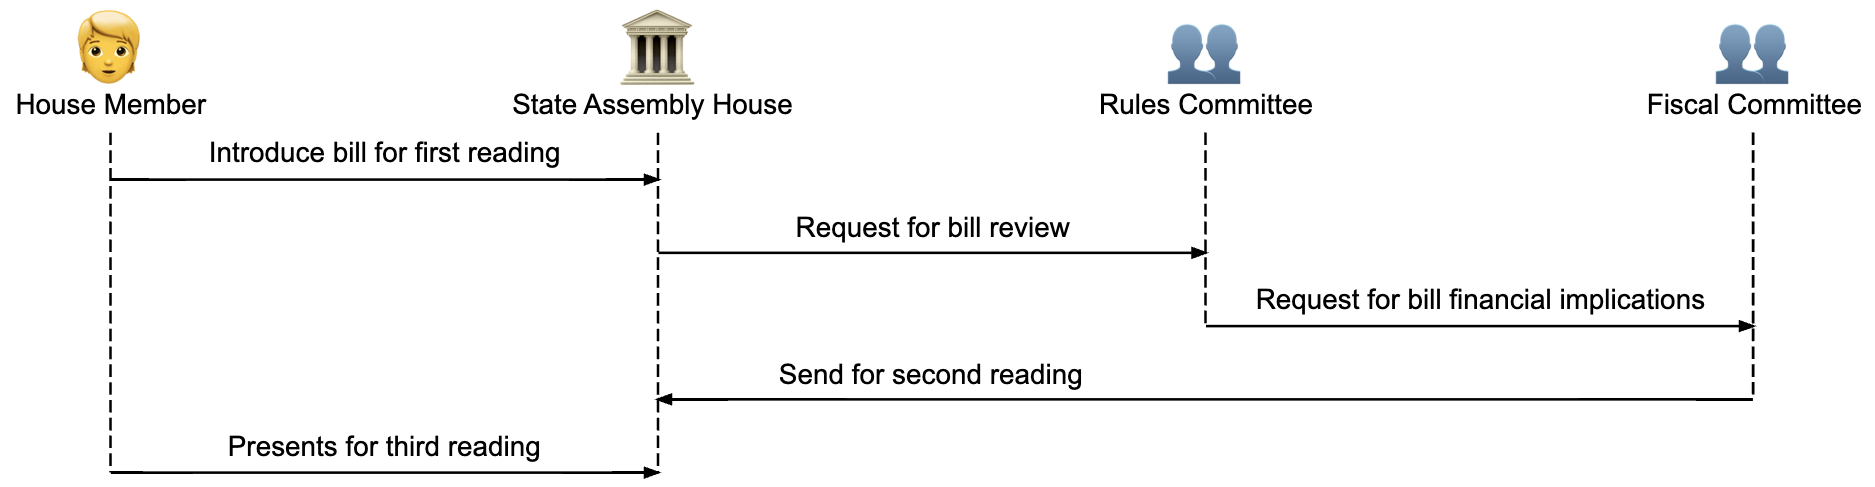 House Member
State Assembly House
Rules Committee
Fiscal Committee
Introduce bill for first reading
Request for bill review
Request for bill financial implications
Send for second reading
Presents for third reading